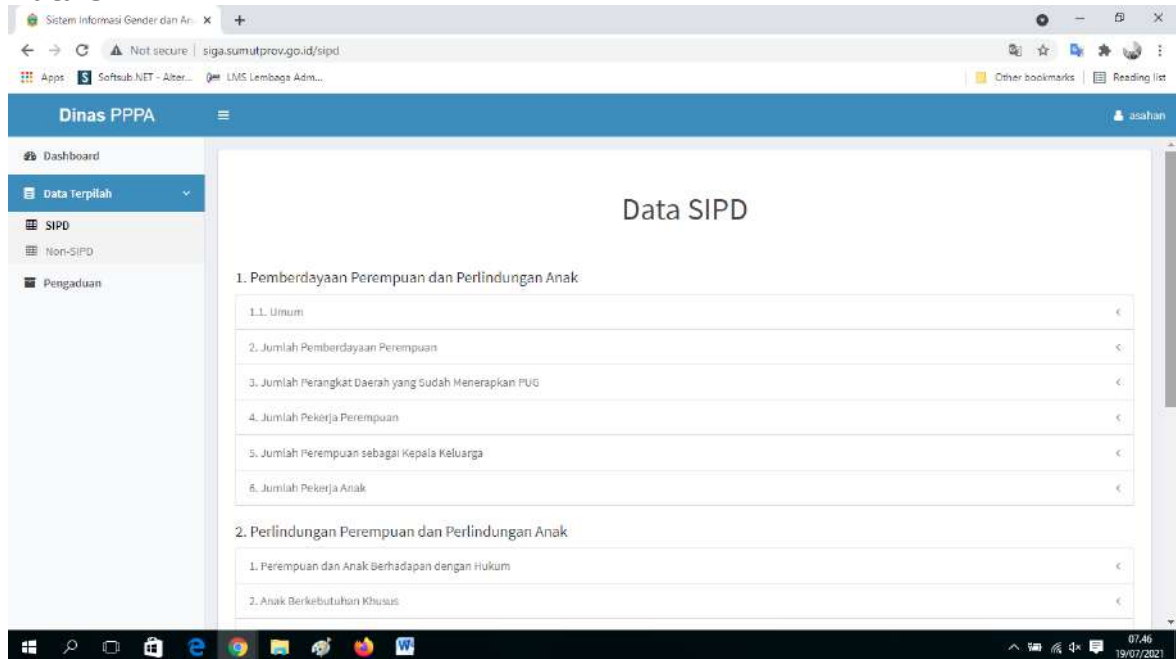 Sistem Informasi Gender dan An
Not secure | siga.sumutprov.go.id/sipd
Apps Softsub.NET - Alter... LMS Lembaga Adm... Other bookmarks Reading list
Dinas PPPA asahan
Dashboard
Data Terpilah
SIPD
Non-SIPD
Pengaduan
Data SIPD
1. Pemberdayaan Perempuan dan Perlindungan Anak
1.1. Umum
2. Jumlah Pemberdayaan Perempuan
3. Jumlah Perangkat Daerah yang Sudah Menerapkan PUG
4. Jumlah Pekerja Perempuan
5. Jumlah Perempuan sebagai Kepala Keluarga
6. Jumlah Pekerja Anak
2. Perlindungan Perempuan dan Perlindungan Anak
1. Perempuan dan Anak Berhadapan dengan Hukum
2. Anak Berkebutuhan Khusus
07.46
19/07/2021